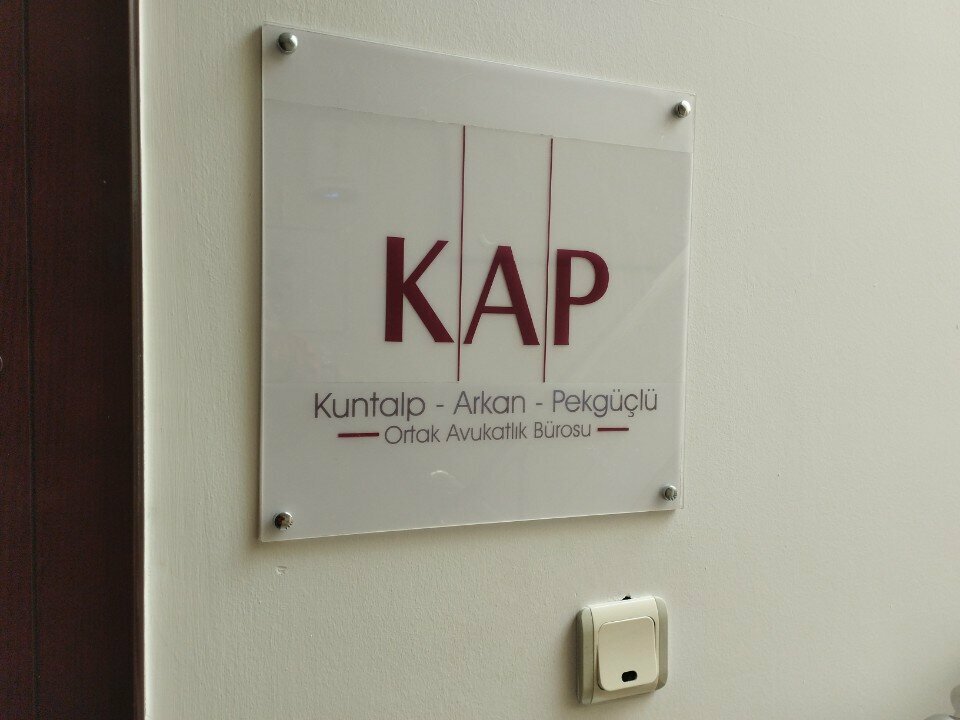 KAP
Kuntalp - Arkan - Pekgüçlü
Ortak Avukatlık Bürosu